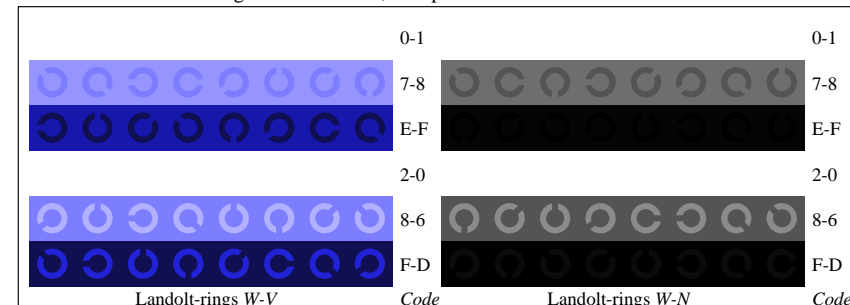 0-1 0-1
7-8 7-8
E-F E-F
2-0 2-0
8-6 8-6
F-D F-D
Landolt-rings W-V Code Landolt-rings W-N Code